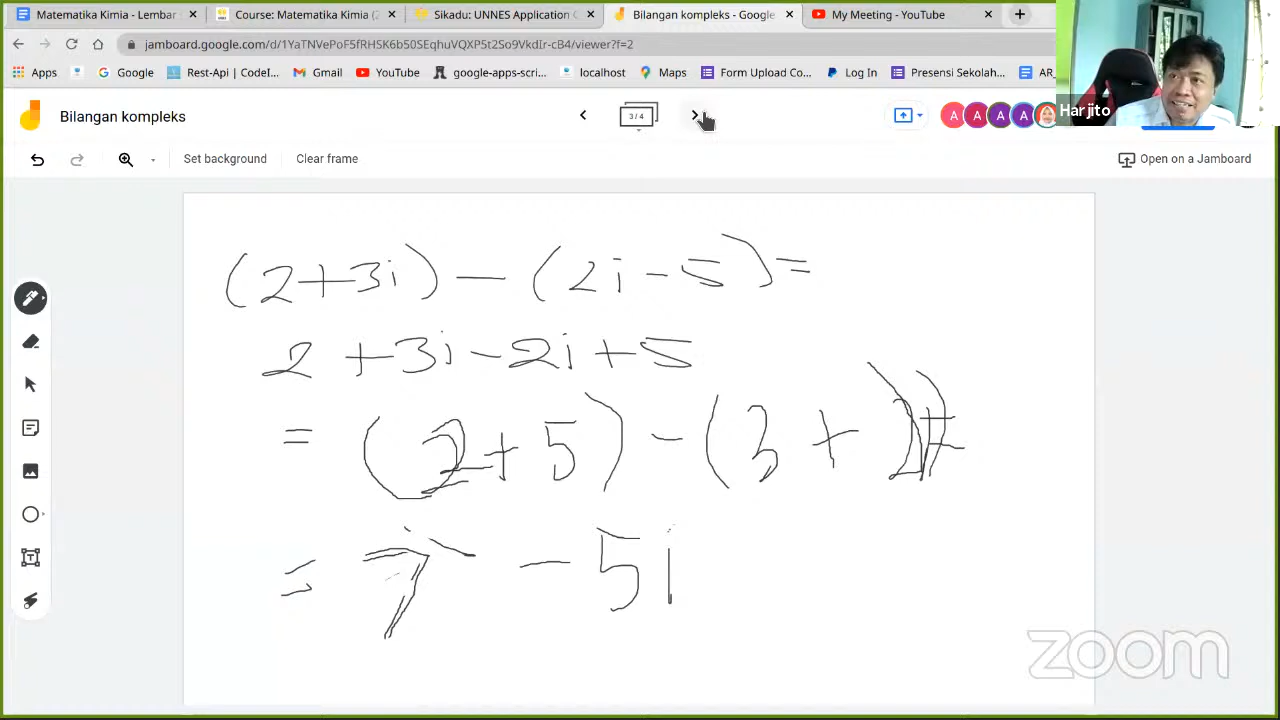 Matematika Kimia - Lembar
Course: Matematika Kimia (2
Sikadu: UNNES Application G
Bilangan kompleks - Google
My Meeting - YouTube
jamboard.google.com/d/1YaTNVePoF5fRHSK6b50SEqhuVQXP5t2So9VkdIr-cB4/viewer?f=2
Apps
Google
Rest-Api | CodeI...
Gmail
YouTube
google-apps-scri...
localhost
Maps
Form Upload Co...
Log In
Presensi Sekolah...
AR_
Harjito
Bilangan kompleks
3/4
A A A A
Set background
Clear frame
Open on a Jamboard
(2+3i) - (2i-5) =
2 +3i -2i +5
= (2+5) - (3+2)i
= 7 - 5i
zoom